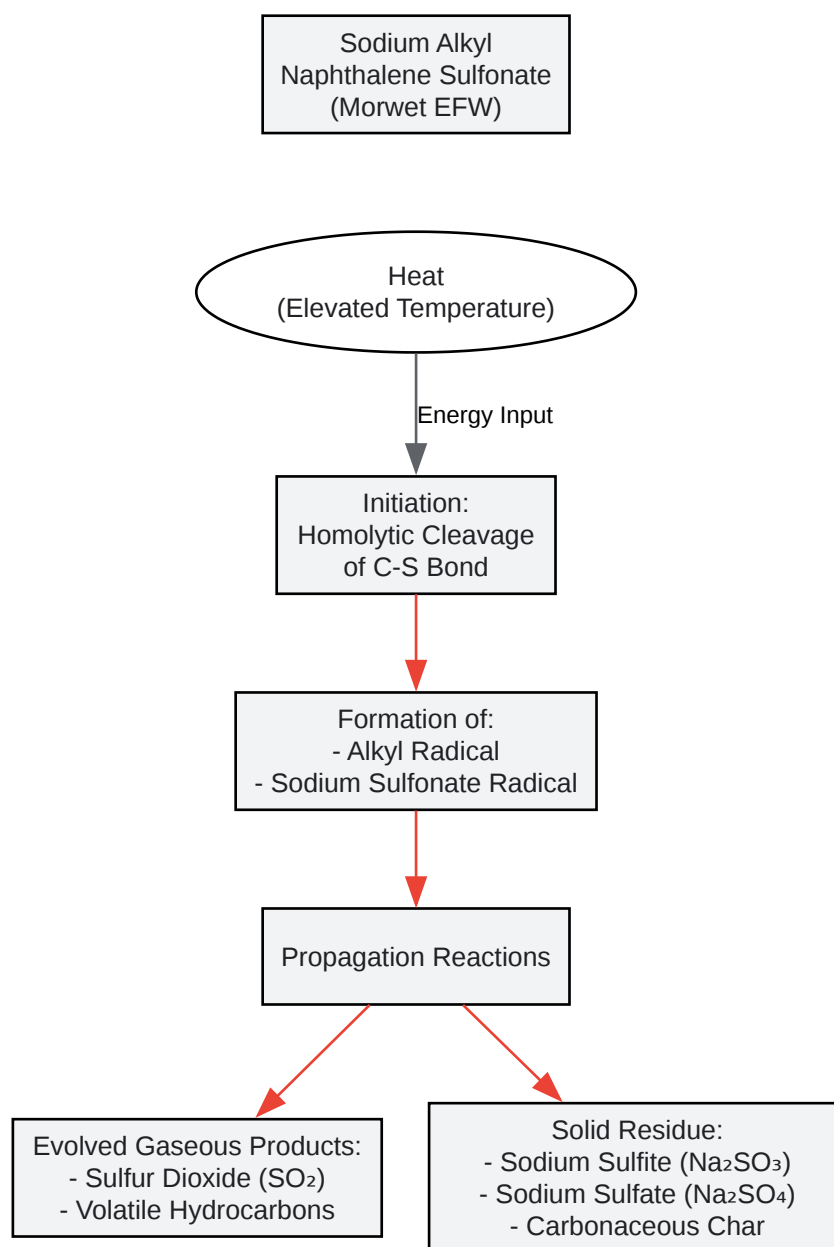 Sodium Alkyl
Naphthalene Sulfonate
(Morwet EFW)
Heat
(Elevated Temperature)
Energy Input
Initiation:
Homolytic Cleavage
of C-S Bond
Formation of:
- Alkyl Radical
- Sodium Sulfonate Radical
Propagation Reactions
Evolved Gaseous Products:
- Sulfur Dioxide (SO₂)
- Volatile Hydrocarbons
Solid Residue:
- Sodium Sulfite (Na₂SO₃)
- Sodium Sulfate (Na₂SO₄)
- Carbonaceous Char